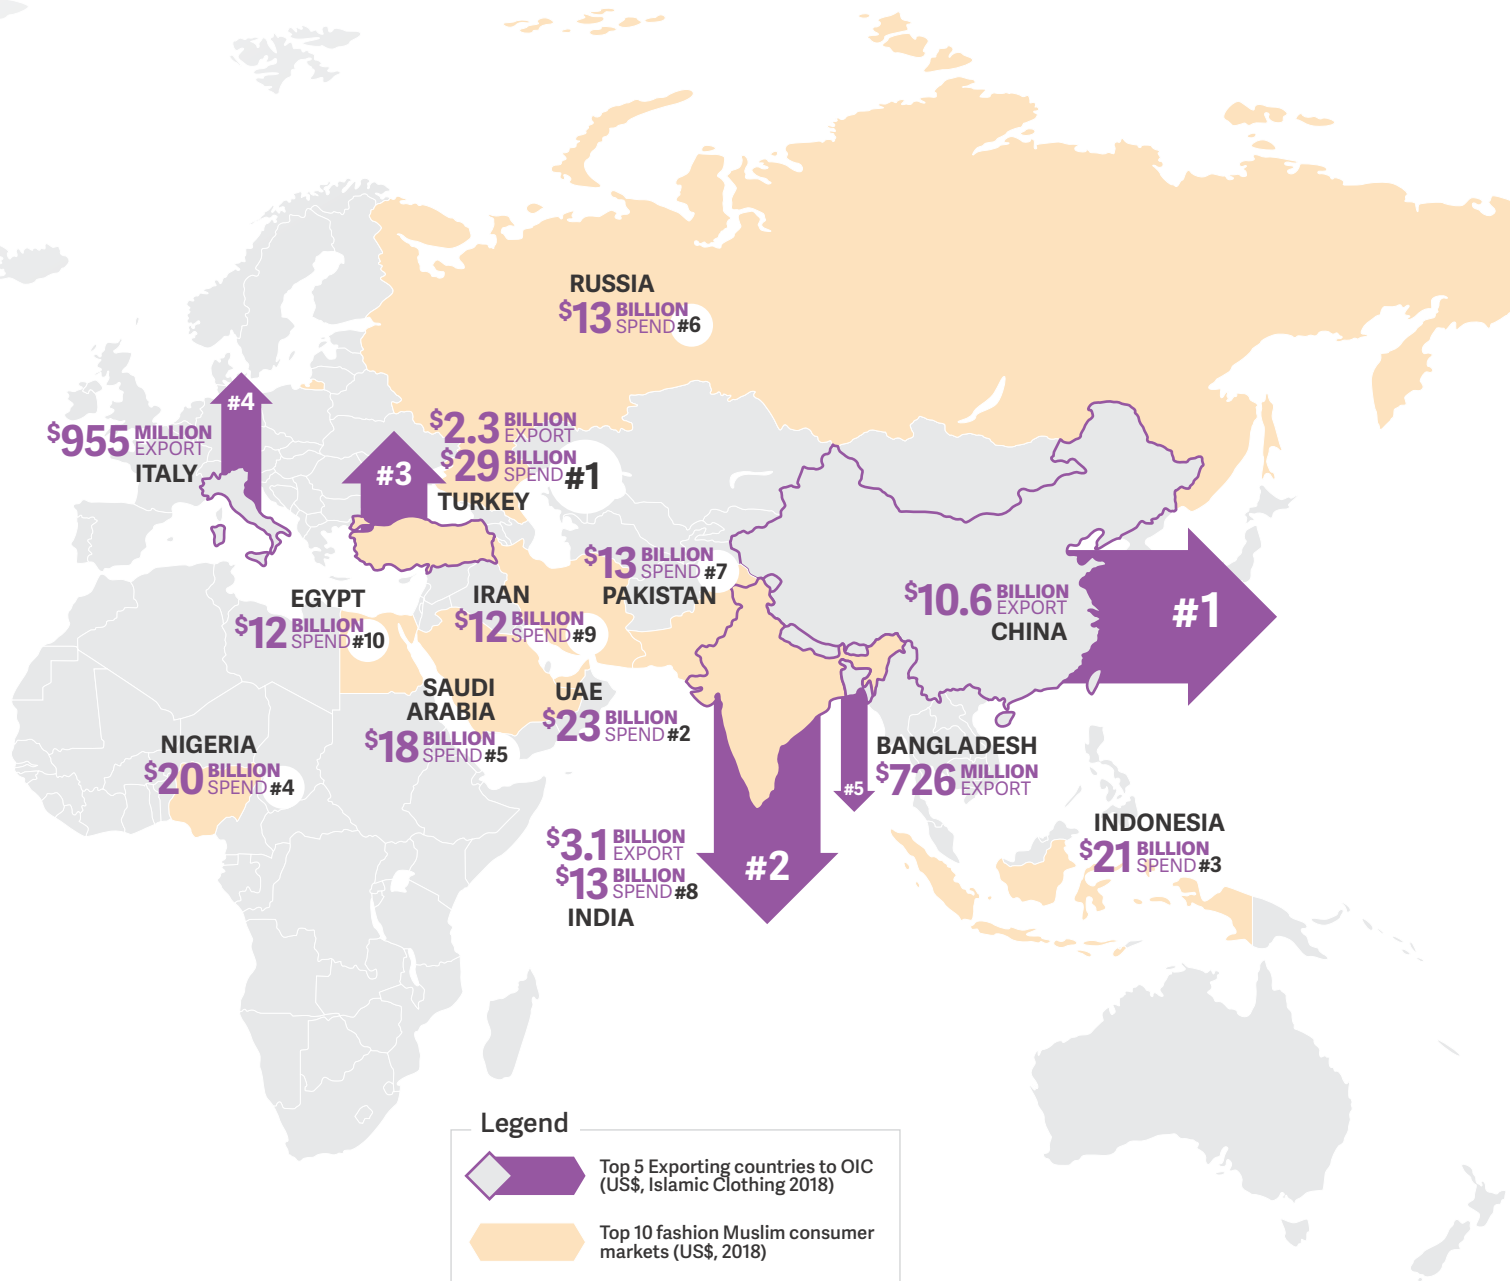 RUSSIA
$13 BILLION
SPEND #6
#4
$955 MILLION
EXPORT
ITALY
#3
$2.3 BILLION
EXPORT
$29 BILLION
SPEND #1
TURKEY
$13 BILLION
SPEND #7
PAKISTAN
EGYPT
$12 BILLION
SPEND #10
IRAN
$12 BILLION
SPEND #9
$10.6 BILLION
EXPORT
CHINA
#1
SAUDI
ARABIA
$18 BILLION
SPEND #5
UAE
$23 BILLION
SPEND #2
NIGERIA
$20 BILLION
SPEND #4
BANGLADESH
$726 MILLION
EXPORT
#5
$3.1 BILLION
EXPORT
$13 BILLION
SPEND #8
INDIA
#2
INDONESIA
$21 BILLION
SPEND #3
Legend
Top 5 Exporting countries to OIC
(US$, Islamic Clothing 2018)
Top 10 fashion Muslim consumer
markets (US$, 2018)